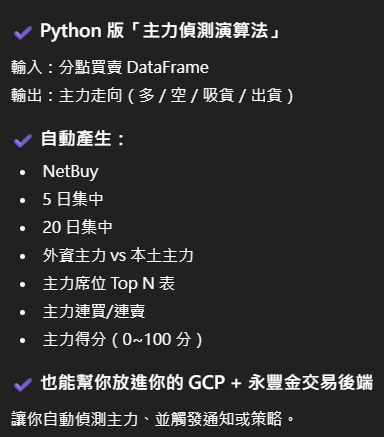 Python 版「主力偵測演算法」
輸入：分點買賣 DataFrame
輸出：主力走向（多 / 空 / 吸貨 / 出貨）
自動產生：
• NetBuy
• 5 日集中
• 20 日集中
• 外資主力 vs 本土主力
• 主力席位 Top N 表
• 主力連買/連賣
• 主力得分（0~100 分）
也能幫你放進你的 GCP + 永豐金交易後端
讓你自動偵測主力、並觸發通知或策略。